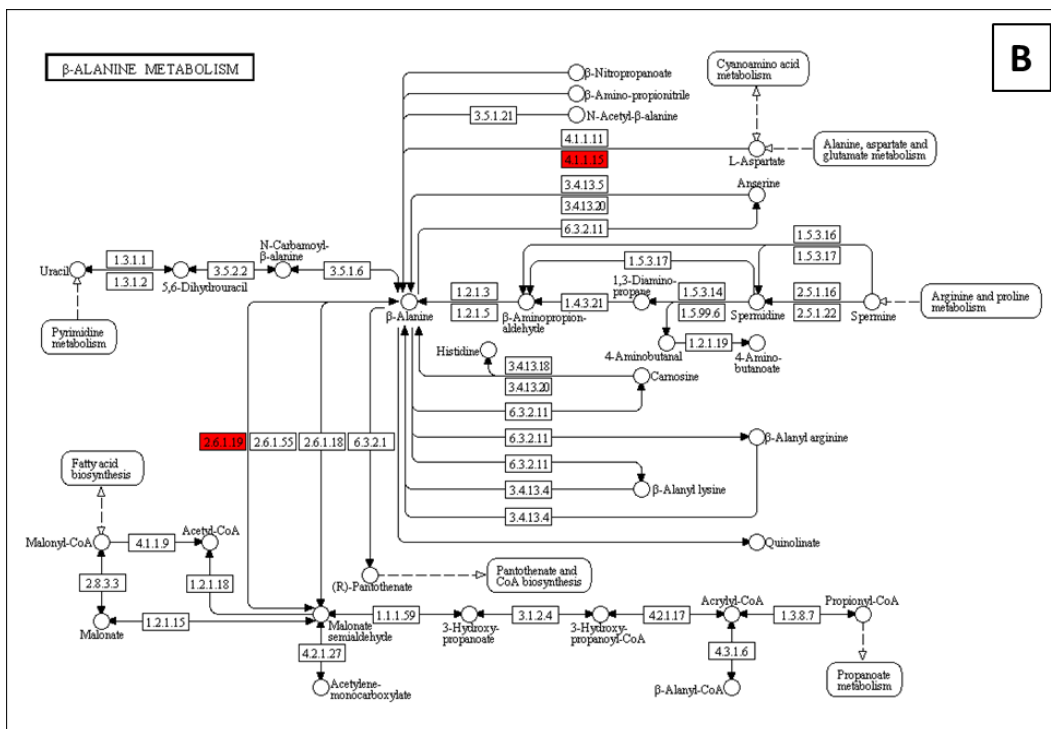 β-ALANINE METABOLISM
B
β-Nitropropanoate
β-Amino-propionitrile
3.5.1.21
N-Acetyl-β-alanine
Cyanoamino acid
metabolism
4.1.1.11
4.1.1.15
L-Aspartate
Alanine, aspartate and
glutamate metabolism
3.4.13.5
Anserine
3.4.13.20
6.3.2.11
1.5.3.16
1.5.3.17
Uracil
1.3.1.1
1.3.1.2
5,6-Dihydrouracil
3.5.2.2
N-Carbamoyl-
β-alanine
3.5.1.6
β-Alanine
1.2.1.3
1.2.1.5
β-Aminopropion-
aldehyde
1.5.3.17
1.4.3.21
1,3-Diamino-
propane
1.5.3.14
1.5.99.6
Spermidine
2.5.1.16
2.5.1.22
Spermine
Arginine and proline
metabolism
Pyrimidine
metabolism
4-Aminobutanal
1.2.1.19
4-Amino-
butanoate
Histidine
3.4.13.18
3.4.13.20
Carnosine
6.3.2.11
6.3.2.11
β-Alanyl arginine
6.3.2.11
β-Alanyl lysine
3.4.13.4
3.4.13.4
Quinolinate
2.6.1.19
2.6.1.55
2.6.1.18
6.3.2.1
Fatty acid
biosynthesis
Malonyl-CoA
4.1.1.9
Acetyl-CoA
2.8.3.3
1.2.1.18
Malonate
1.2.1.15
(R)-Pantothenate
Pantothenate and
CoA biosynthesis
Malonate
semialdehyde
1.1.1.59
3-Hydroxy-
propanoate
3.1.2.4
3-Hydroxy-
propanoyl-CoA
4.2.1.17
Acrylyl-CoA
1.3.8.7
Propionyl-CoA
4.2.1.27
Acetylene-
monocarboxylate
4.3.1.6
β-Alanyl-CoA
Propanoate
metabolism